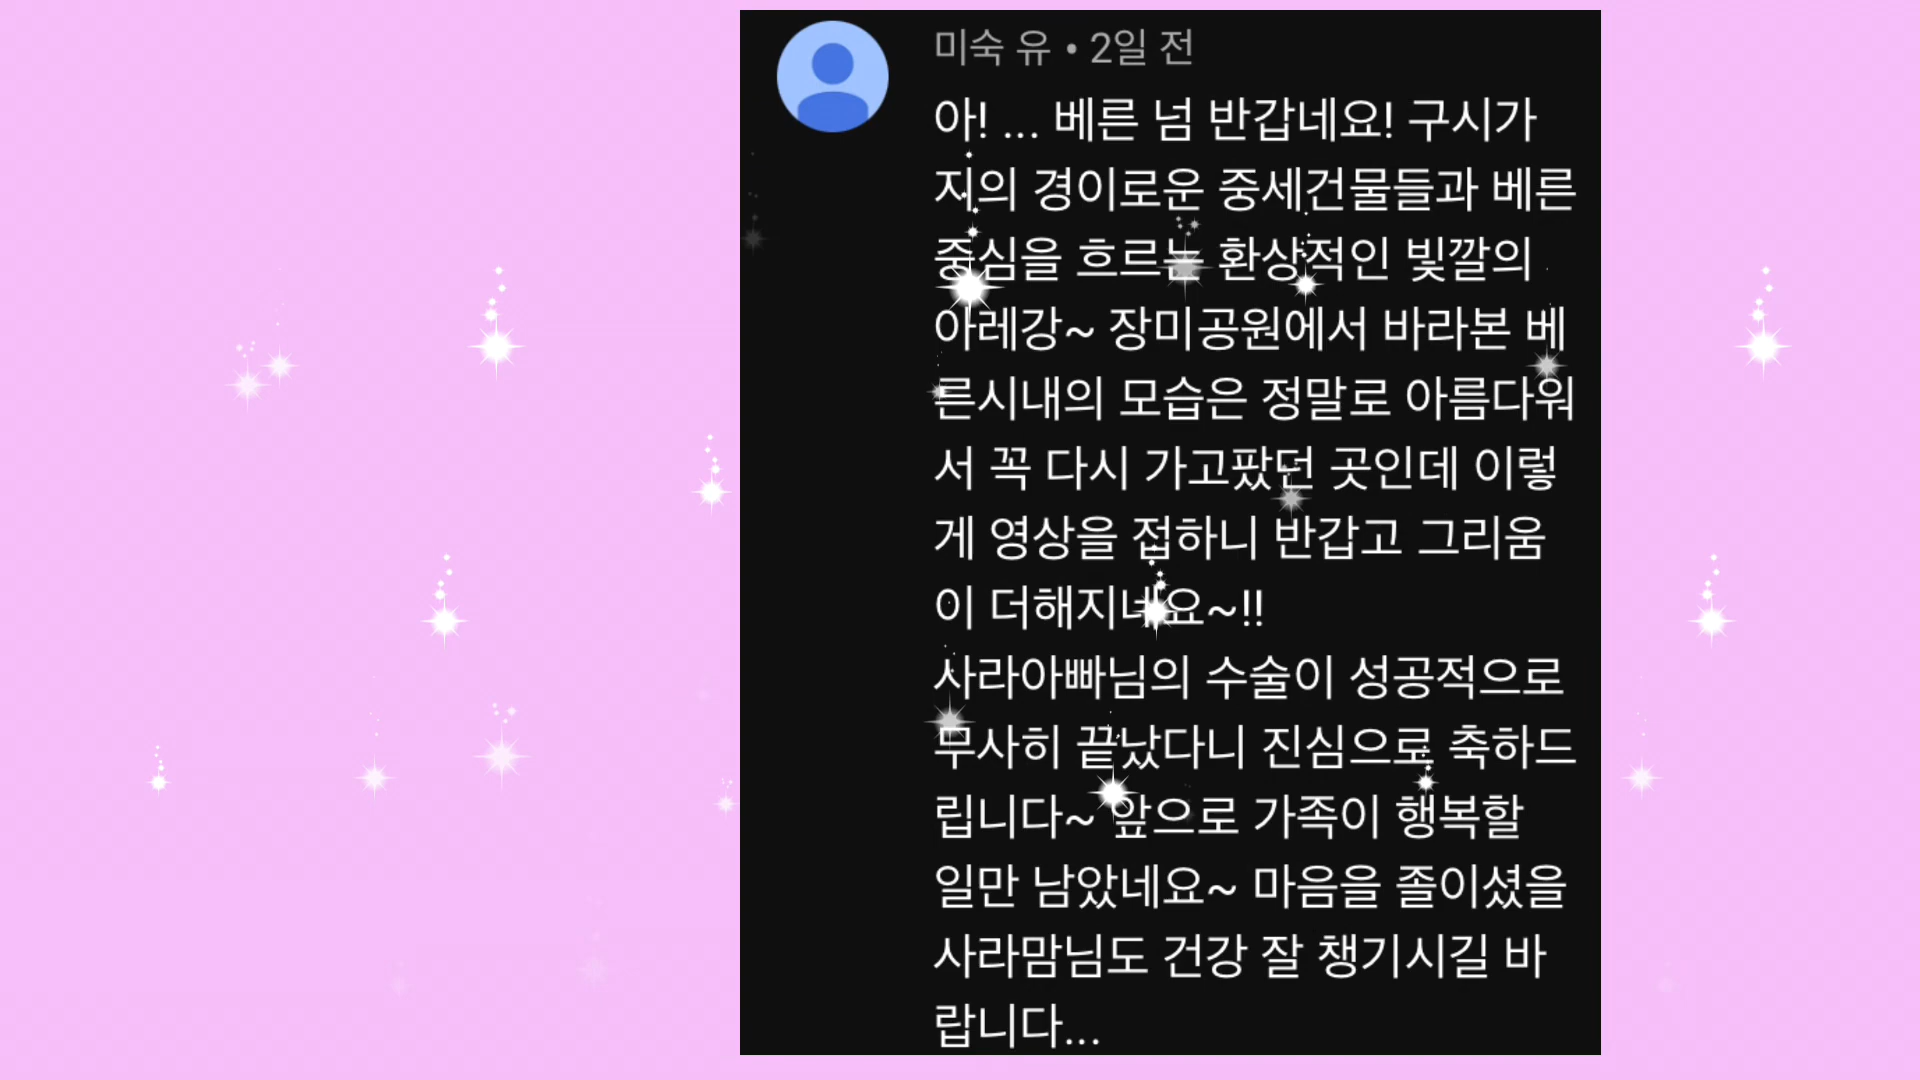 미숙 유 • 2일 전
아! ... 베른 넘 반갑네요! 구시가
지의 경이로운 중세건물들과 베른
중심을 흐르는 환상적인 빛깔의
아레강~ 장미공원에서 바라본 베
른시내의 모습은 정말로 아름다워
서 꼭 다시 가고팠던 곳인데 이렇
게 영상을 접하니 반갑고 그리움
이 더해지네요~!!
사라아빠님의 수술이 성공적으로
무사히 끝났다니 진심으로 축하드
립니다~ 앞으로 가족이 행복할
일만 남았네요~ 마음을 졸이셨을
사라맘님도 건강 잘 챙기시길 바
랍니다...